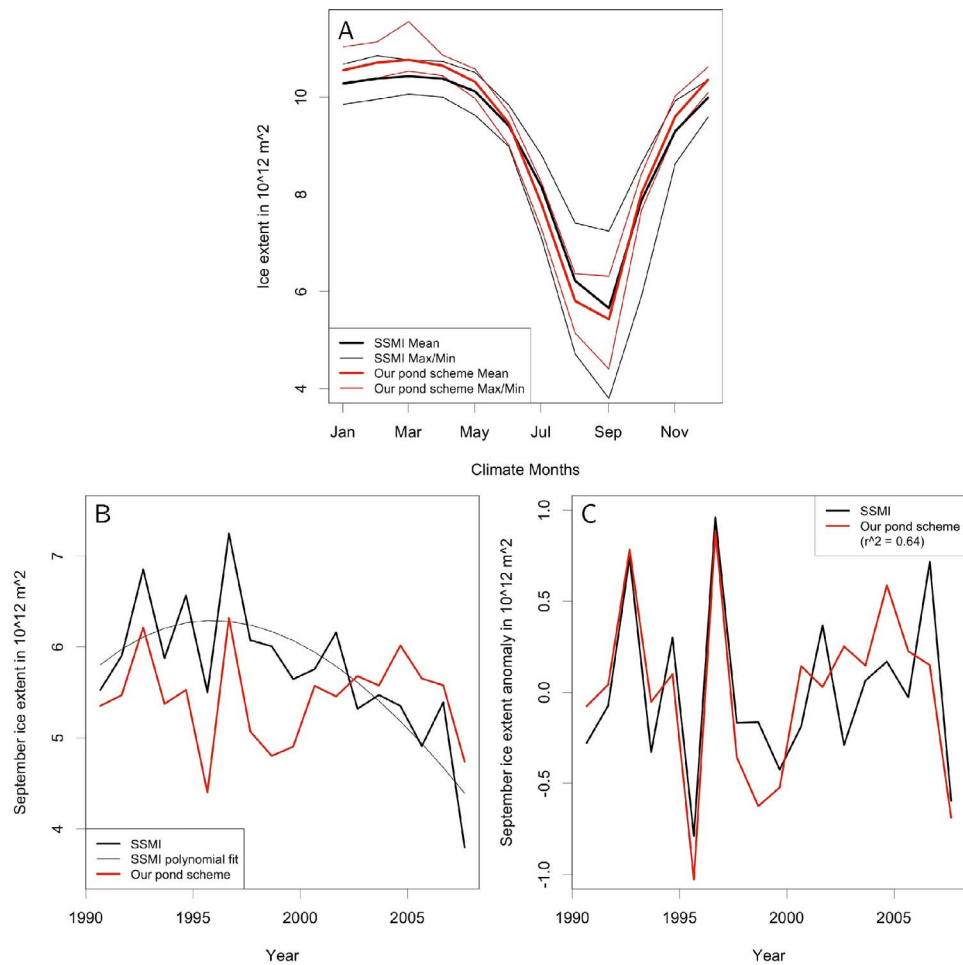 A
Ice extent in 10^12 m^2
10
8
6
4
SSMI Mean
SSMI Max/Min
Our pond scheme Mean
Our pond scheme Max/Min
Jan Mar May Jul Sep Nov
Climate Months
B
September ice extent in 10^12 m^2
7
6
5
4
SSMI
SSMI polynomial fit
Our pond scheme
1990 1995 2000 2005
Year
C
September ice extent anomaly in 10^12 m^2
1.0
0.5
0.0
-0.5
-1.0
SSMI
Our pond scheme
(r^2 = 0.64)
1990 1995 2000 2005
Year